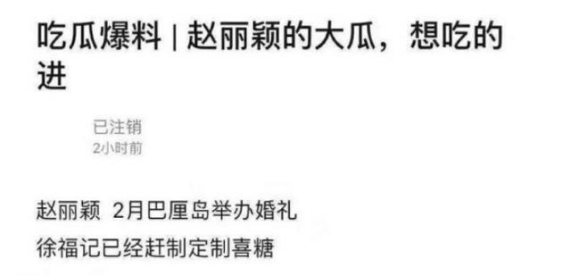 吃瓜爆料 | 赵丽颖的大瓜，想吃的
进
已注销
2小时前
赵丽颖 2月巴厘岛举办婚礼
徐福记已经赶制定制喜糖